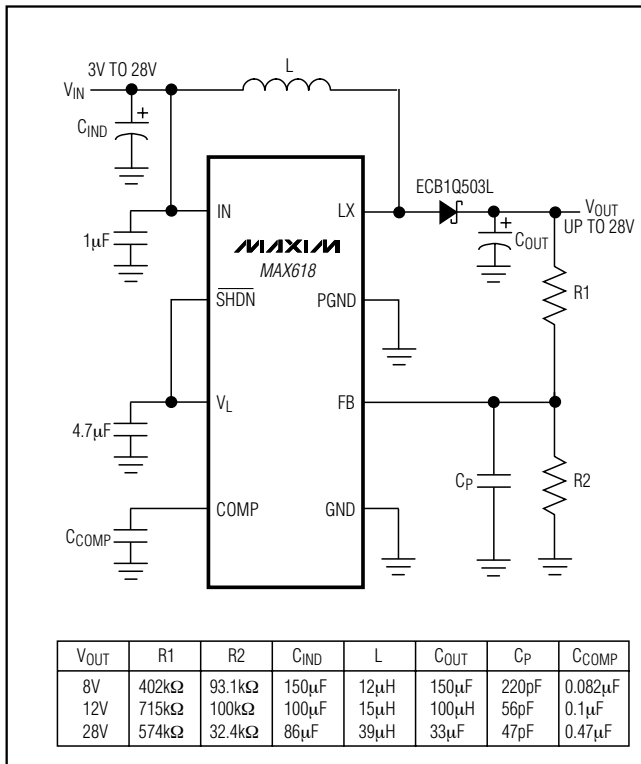 3V TO 28V
L
VIN
+
CIND
ECB1Q503L
IN
LX
VOUT
UP TO 28V
+
COUT
1µF
MAXIM
MAX618
R1
SHDN
PGND
VL
FB
4.7µF
CP
R2
COMP
GND
CCOMP
VOUT R1 R2 CIND L COUT CP CCOMP
8V 402kΩ 93.1kΩ 150µF 12µH 150µF 220pF 0.082µF
12V 715kΩ 100kΩ 100µF 15µH 100µH 56pF 0.1µF
28V 574kΩ 32.4kΩ 86µF 39µH 33µF 47pF 0.47µF